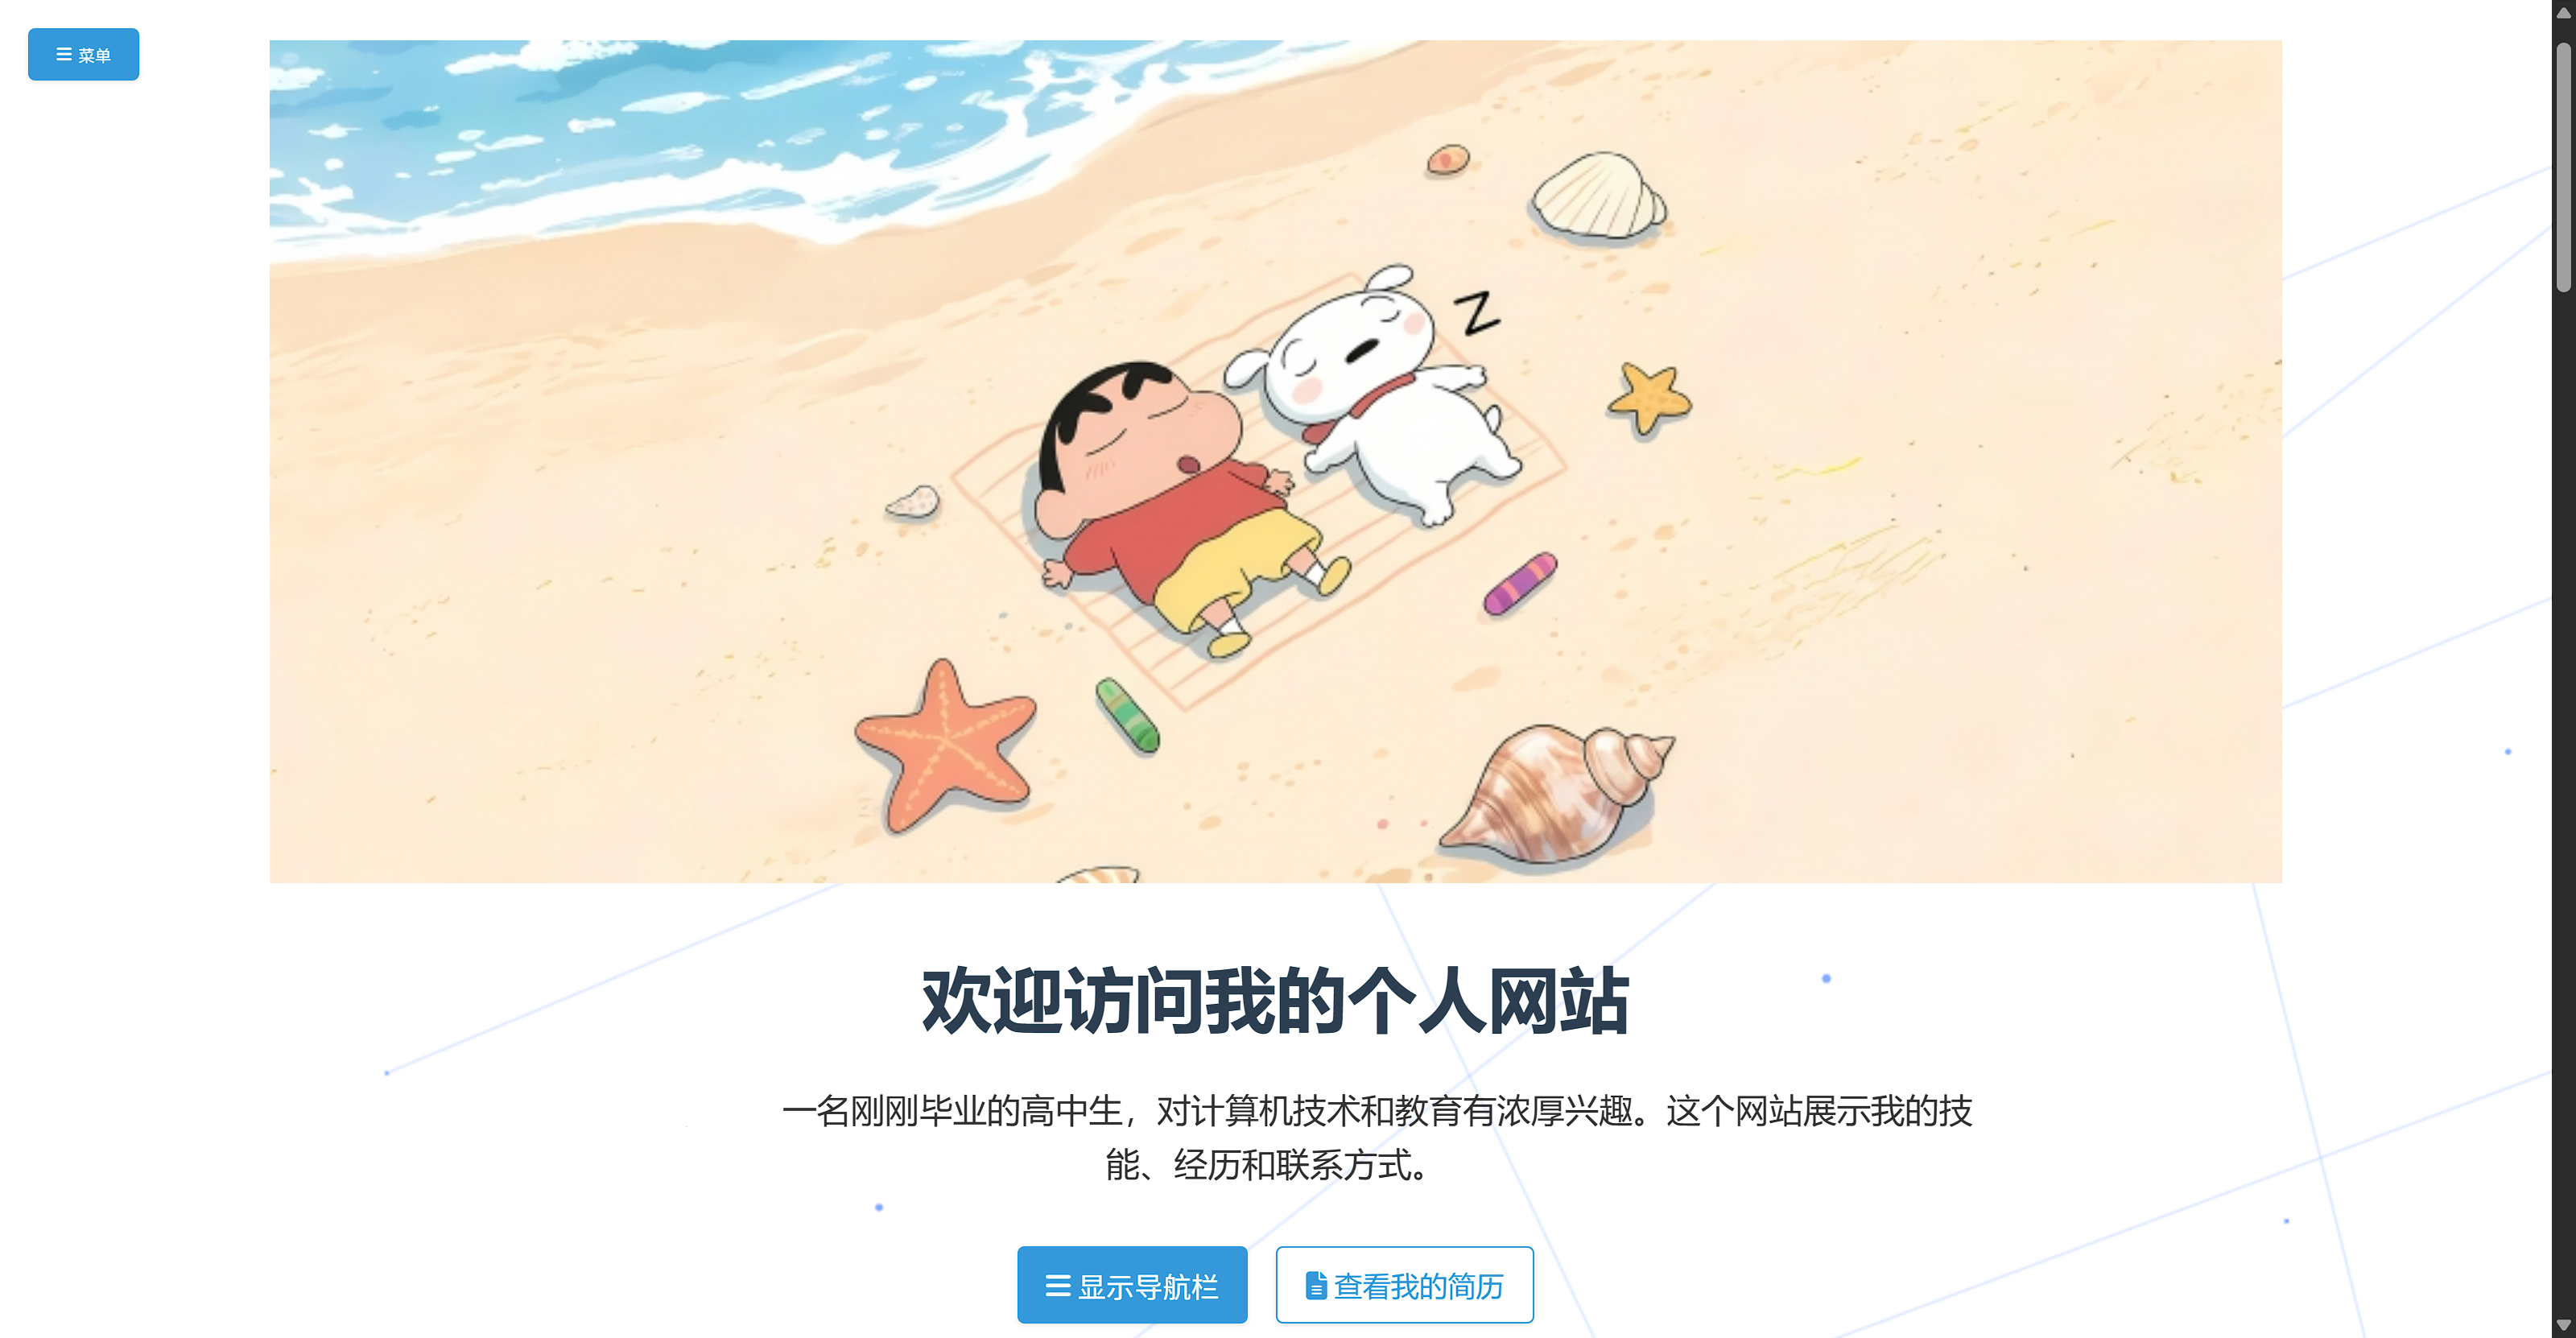 菜单
Z
欢迎访问我的个人网站
一名刚刚毕业的高中生，对计算机技术和教育有浓厚兴趣。这个网站展示我的技
能、经历和联系方式。
显示导航栏
查看我的简历